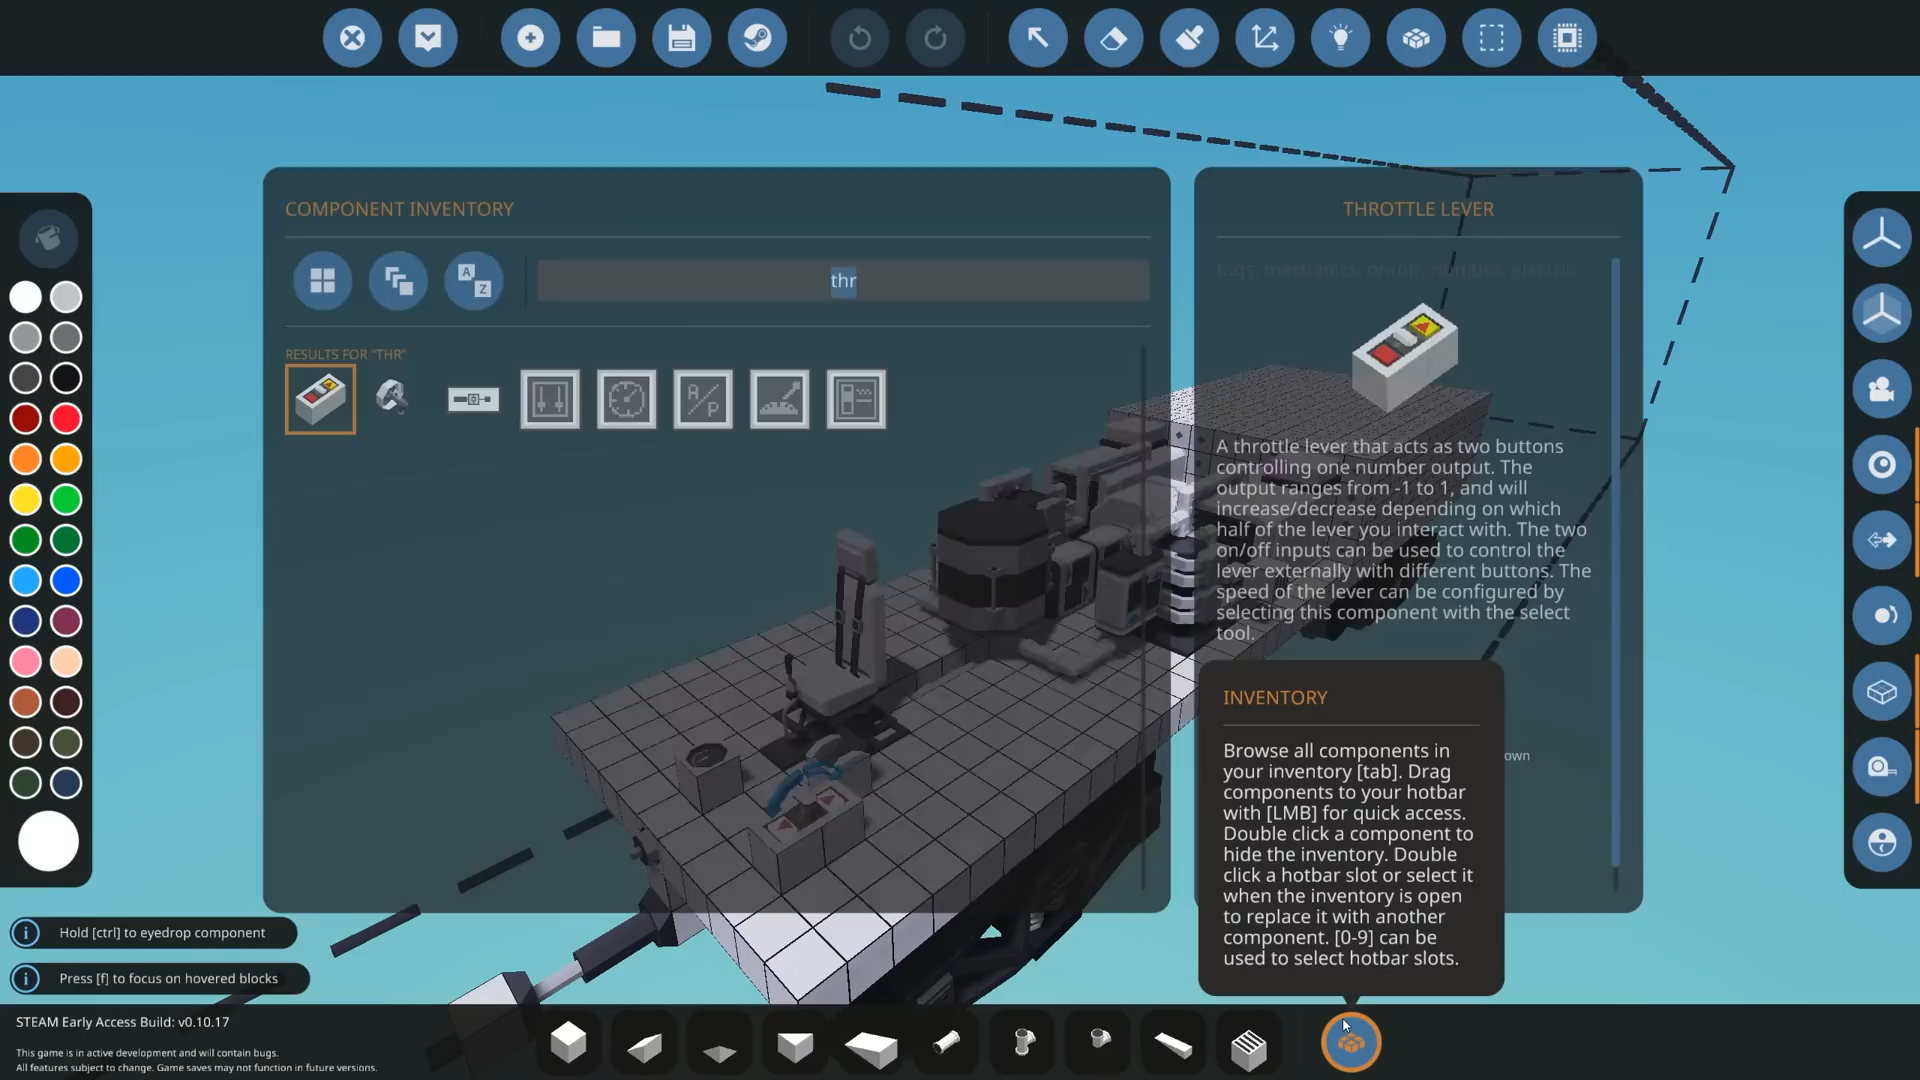 COMPONENT INVENTORY
A
Z
thr
RESULTS FOR "THR"
A/P
THROTTLE LEVER
A throttle lever that acts as two buttons
controlling one number output. The
output ranges from -1 to 1, and will
increase/decrease depending on which
half of the lever you interact with. The two
on/off inputs can be used to control the
lever externally with different buttons. The
speed of the lever can be configured by
selecting this component with the select
tool.
own
INVENTORY
Browse all components in
your inventory [tab]. Drag
components to your hotbar
with [LMB] for quick access.
Double click a component to
hide the inventory. Double
click a hotbar slot or select it
when the inventory is open
to replace it with another
component. [0-9] can be
used to select hotbar slots.
Hold [ctrl] to eyedrop component
Press [f] to focus on hovered blocks
STEAM Early Access Build: v0.10.17
This game is in active development and will contain bugs.
All features subject to change. Game saves may not function in future versions.